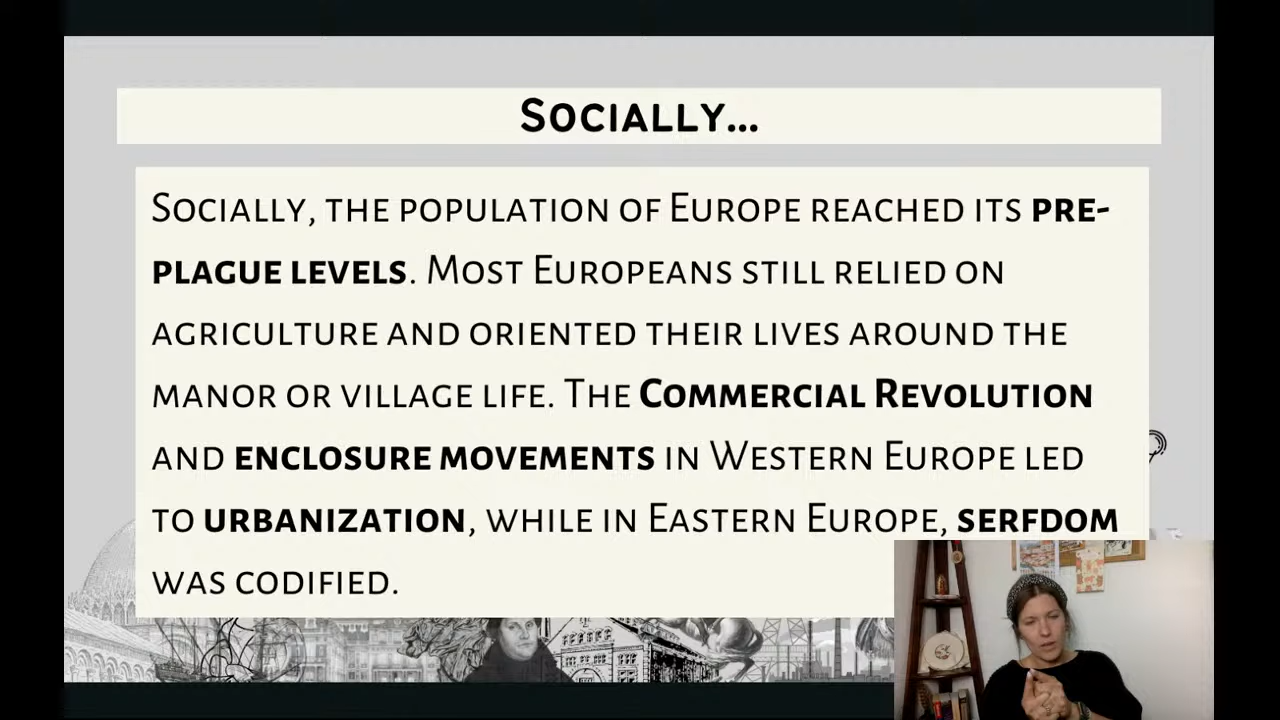 Socially...
Socially, the population of Europe reached its pre-
plague levels. Most Europeans still relied on
agriculture and oriented their lives around the
manor or village life. The Commercial Revolution
and enclosure movements in Western Europe led
to urbanization, while in Eastern Europe, serfdom
was codified.